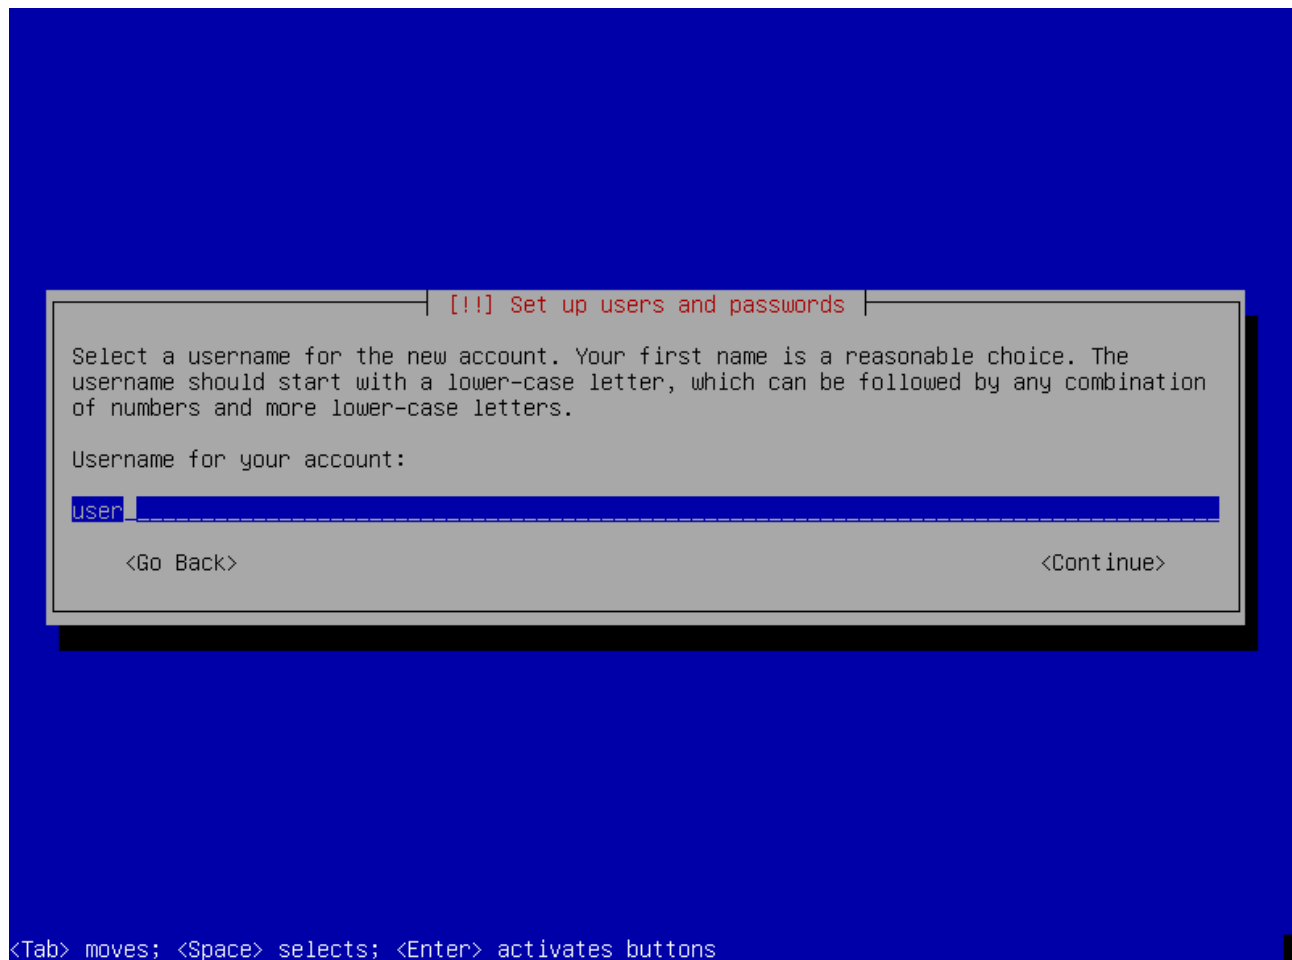 [!!] Set up users and passwords
Select a username for the new account. Your first name is a reasonable choice. The
username should start with a lower-case letter, which can be followed by any combination
of numbers and more lower-case letters.
Username for your account:
user_______________________________________________________________________________________
<Go Back> <Continue>
<Tab> moves; <Space> selects; <Enter> activates buttons